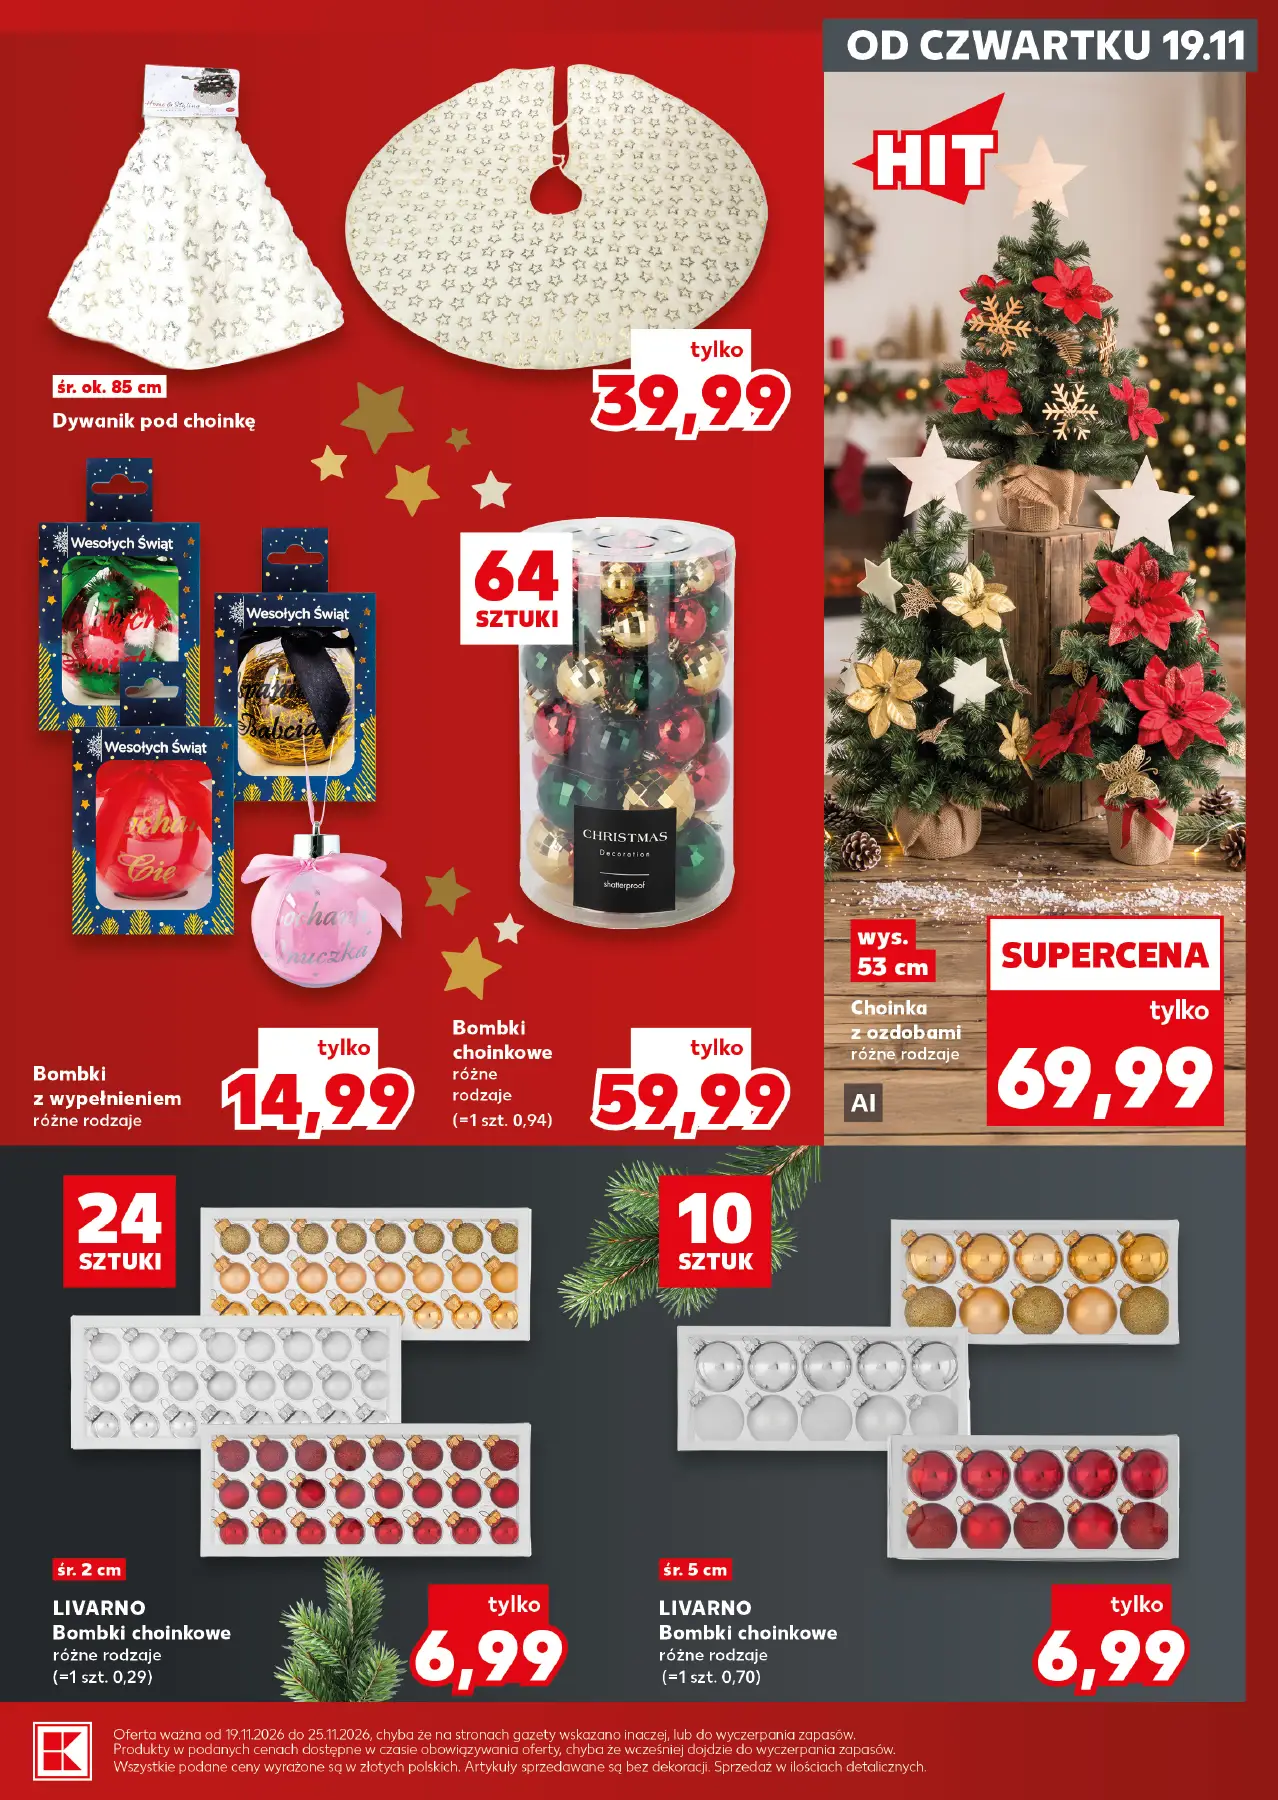 OD CZWARTKU 19.11
HIT
śr. ok. 85 cm
Dywanik pod choinkę
tylko
39,99
Wesołych Świąt
Wesołych Świąt
Babcia
Wesołych Świąt
Cię
64
SZTUKI
CHRISTMAS
Decoration
shatterproof
Bombki
z wypełnieniem
różne rodzaje
tylko
14,99
Bombki
choinkowe
różne
rodzaje
(=1 szt. 0,94)
tylko
59,99
wys.
53 cm
Choinka
z ozdobami
różne rodzaje
AI
SUPERCENA
tylko
69,99
24
SZTUKI
śr. 2 cm
LIVARNO
Bombki choinkowe
różne rodzaje
(=1 szt. 0,29)
tylko
6,99
10
SZTUK
śr. 5 cm
LIVARNO
Bombki choinkowe
różne rodzaje
(=1 szt. 0,70)
tylko
6,99
Oferta ważna od 19.11.2026 do 25.11.2026, chyba że na stronach gazety wskazano inaczej, lub do wyczerpania zapasów.
Produkty w podanych cenach dostępne w czasie obowiązywania oferty, chyba że wcześniej dojdzie do wyczerpania zapasów.
Wszystkie podane ceny wyrażone są w złotych polskich. Artykuły sprzedawane są bez dekoracji. Sprzedaż w ilościach detalicznych.